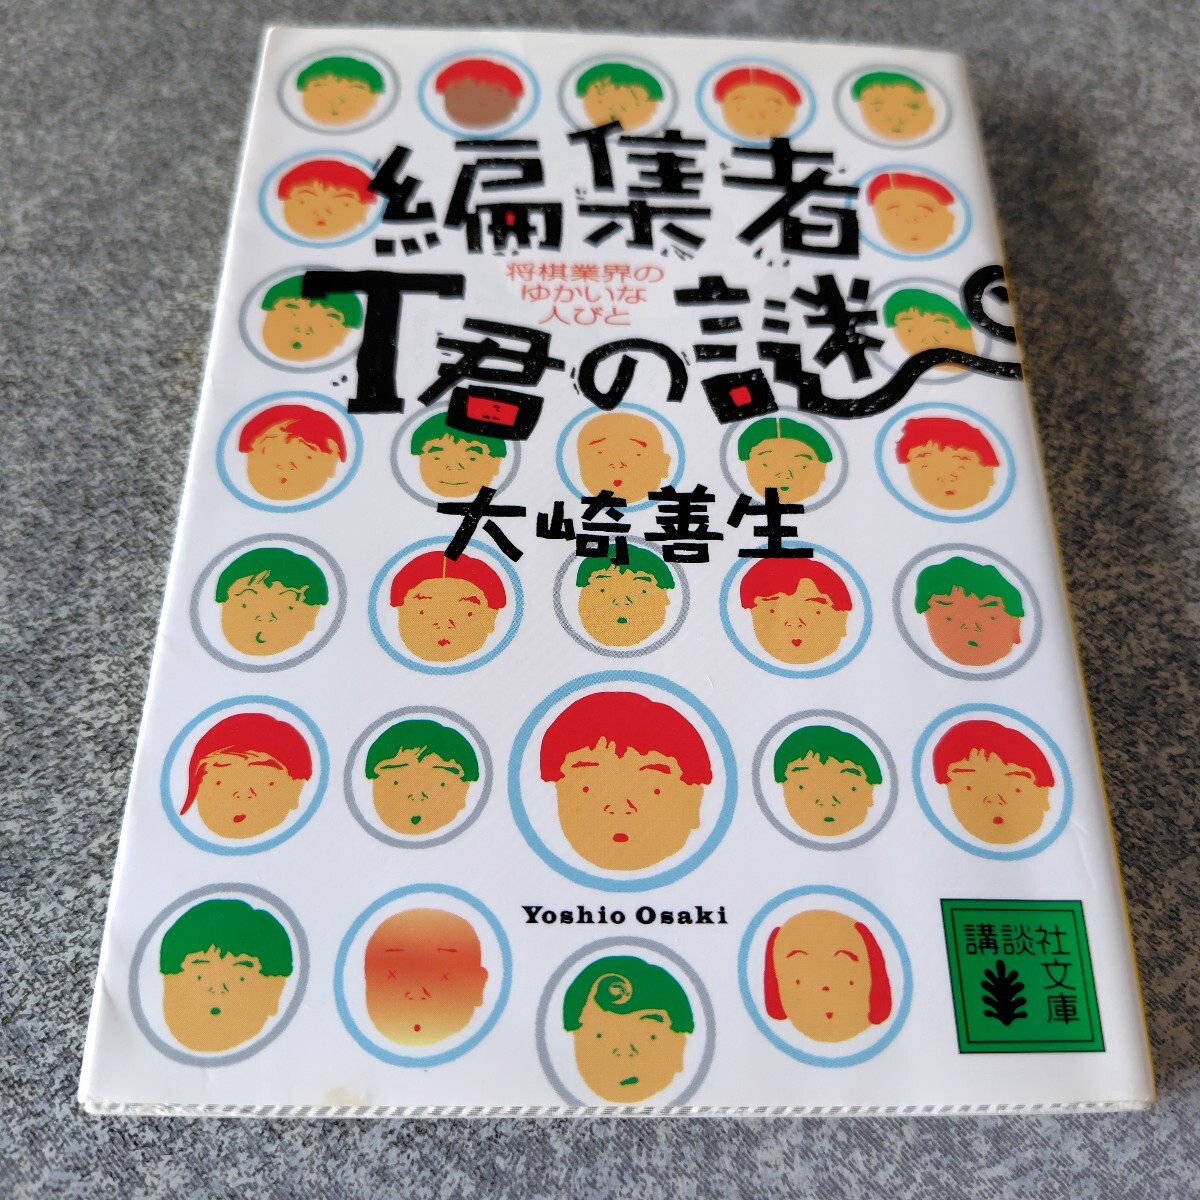 編集者
T君の謎
将棋業界の
ゆかいな
人びと
大崎善生
Yoshio Osaki
講談社
文庫